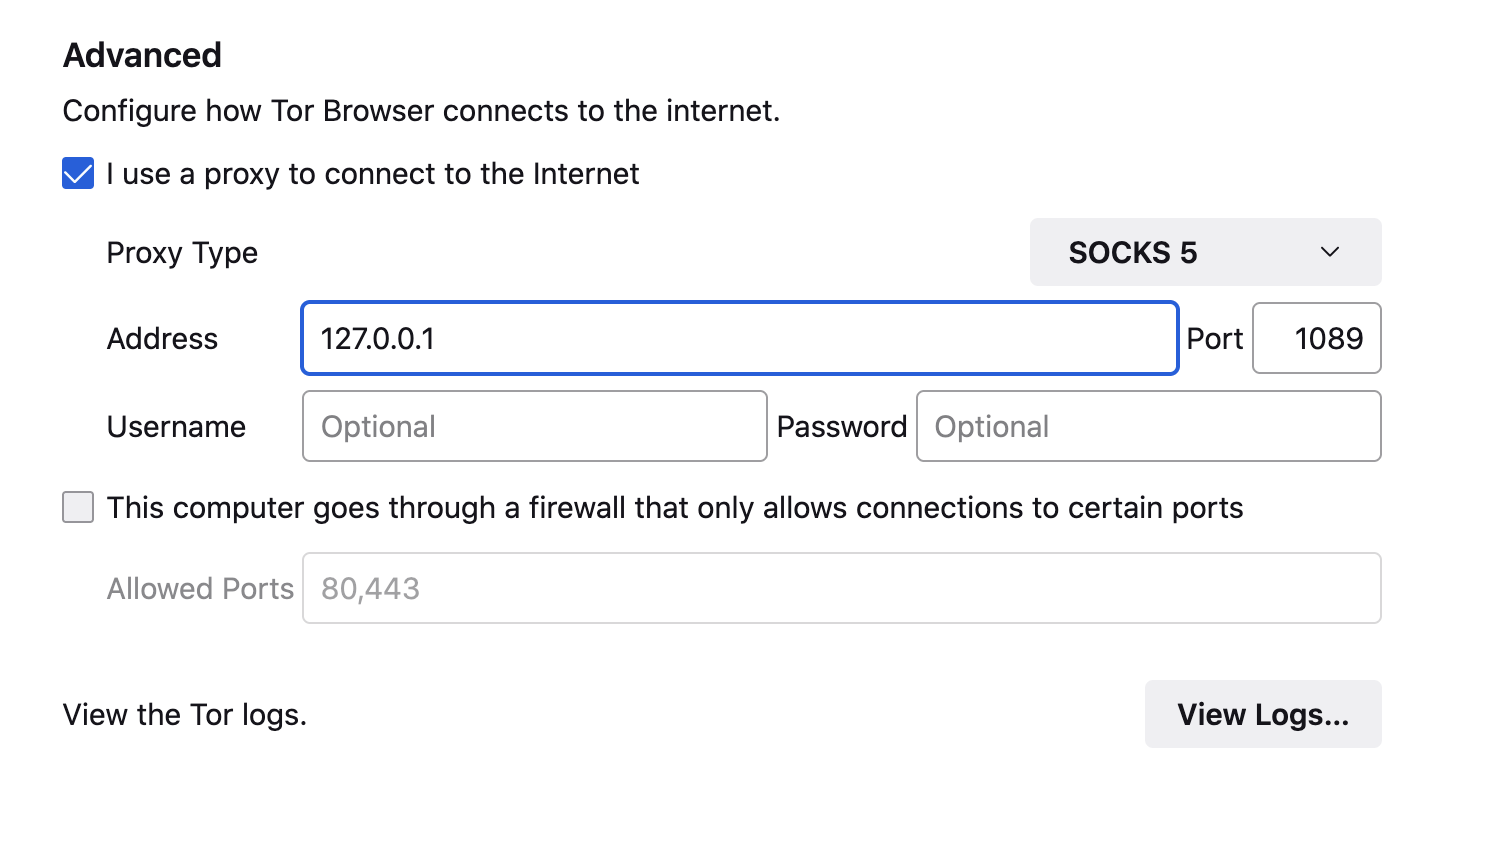 Advanced
Configure how Tor Browser connects to the internet.
I use a proxy to connect to the Internet
Proxy Type SOCKS 5
Address 127.0.0.1 Port 1089
Username Optional Password Optional
This computer goes through a firewall that only allows connections to certain ports
Allowed Ports 80,443
View the Tor logs. View Logs...